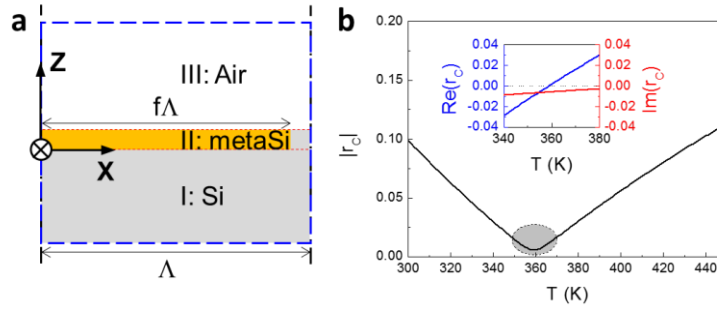 a
Z
III: Air
fΛ
II: metaSi
X
I: Si
Λ
b
0.20
0.15
0.10
0.05
0.00
|r_C|
300 320 340 360 380 400 420 440
T (K)
0.04 0.04
0.02 0.02
0.00 0.00
-0.02 -0.02
-0.04 -0.04
Re(r_C)
Im(r_C)
340 360 380
T (K)